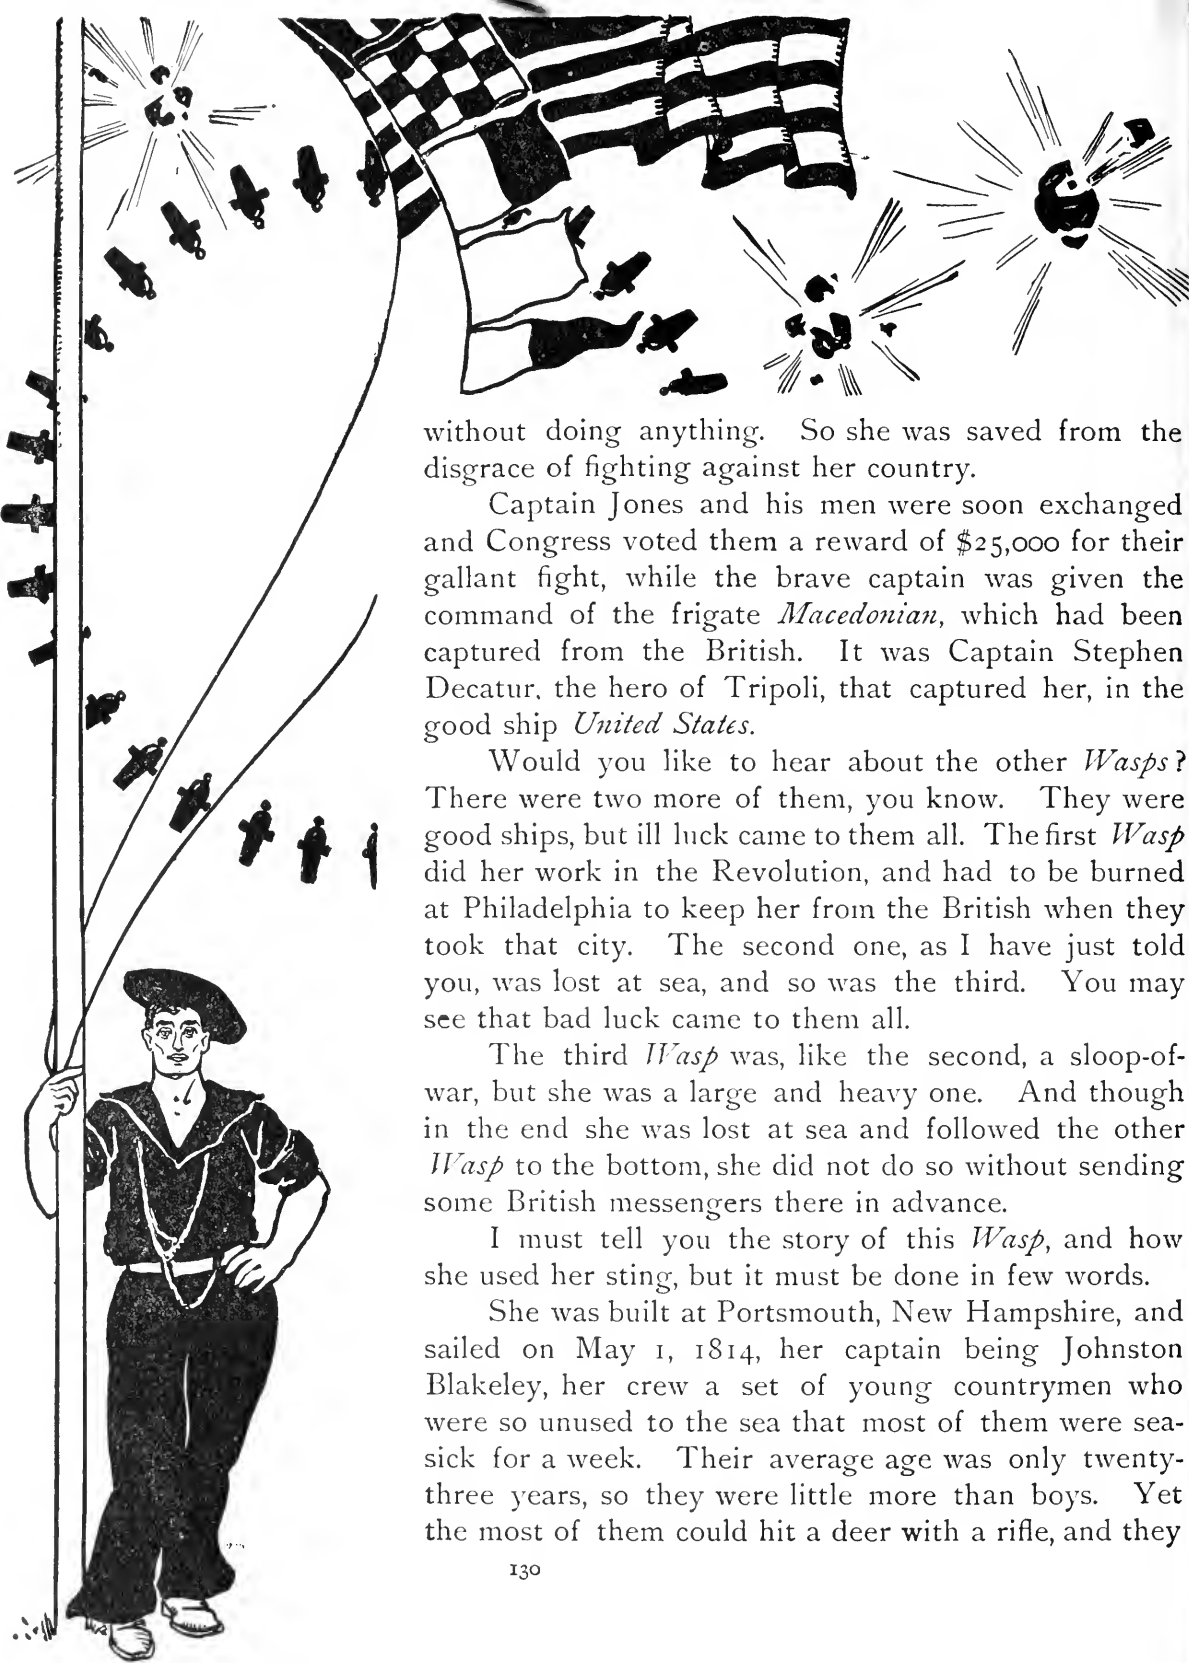 without doing anything. So she was saved from the
disgrace of fighting against her country.
Captain Jones and his men were soon exchanged
and Congress voted them a reward of $25,000 for their
gallant fight, while the brave captain was given the
command of the frigate Macedonian, which had been
captured from the British. It was Captain Stephen
Decatur, the hero of Tripoli, that captured her, in the
good ship United States.
Would you like to hear about the other Wasps?
There were two more of them, you know. They were
good ships, but ill luck came to them all. The first Wasp
did her work in the Revolution, and had to be burned
at Philadelphia to keep her from the British when they
took that city. The second one, as I have just told
you, was lost at sea, and so was the third. You may
see that bad luck came to them all.
The third Wasp was, like the second, a sloop-of-
war, but she was a large and heavy one. And though
in the end she was lost at sea and followed the other
Wasp to the bottom, she did not do so without sending
some British messengers there in advance.
I must tell you the story of this Wasp, and how
she used her sting, but it must be done in few words.
She was built at Portsmouth, New Hampshire, and
sailed on May 1, 1814, her captain being Johnston
Blakeley, her crew a set of young countrymen who
were so unused to the sea that most of them were sea-
sick for a week. Their average age was only twenty-
three years, so they were little more than boys. Yet
the most of them could hit a deer with a rifle, and they
130